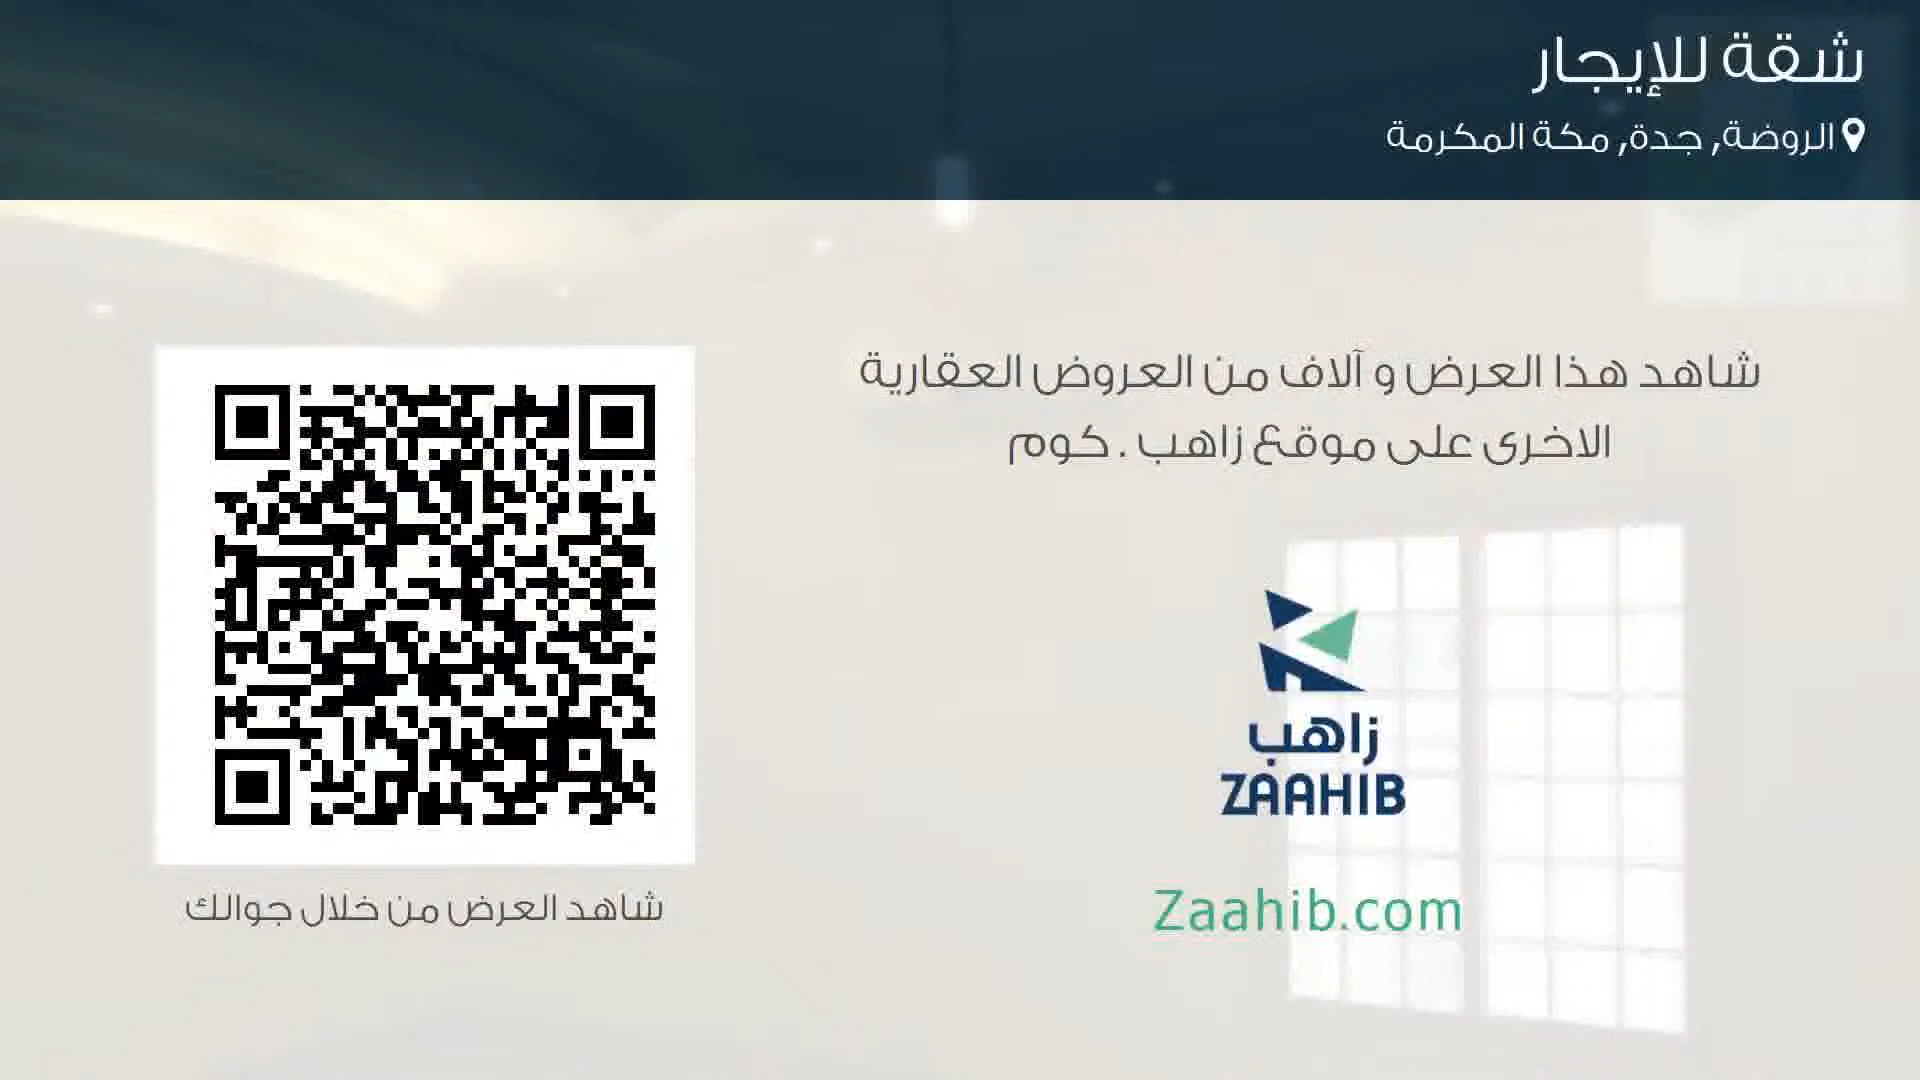 شقة للإيجار
الروضة, جدة, مكة المكرمة
شاهد هذا العرض و آلاف من العروض العقارية
الاخرى على موقع زاهب . كوم
زاهب
ZAAHIB
Zaahib.com
شاهد العرض من خلال جوالك